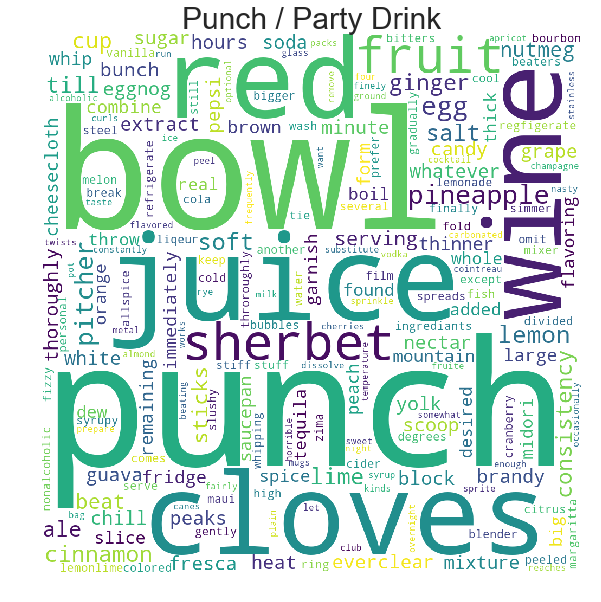 Punch / Party Drink
cup sugar hours soda bitters apricot bourbon
whip vanilla run packs beaters nutmeg
till bunch eggnog pepsi still glass optional bigger finely cool
alcoholic combine red fruit
curls extract brown wash minute ginger egg thick stainless
cheesecloth steel ice remove ground gradually regfigerate
bowl wine
refrigerate peel want form prefer salt candy grape
melon real several cocktail whatever champagne
break taste cola tie boil lemonade finally nasty
flavored frequently pineapple simmer flavoring
throw liqeur soft another serving thinner fold omit
twists constantly substitute carbonated mixer
thoroughly pitcher orange pot allspice immediately keep cold film found whole except
juice
personal rye water garnish vodka cointreau added spreads fish divided
metal milk throroughly sprinkle ingrediants
works bubbles cherries nectar lemon
white almond sherbet mountain large fruite
fizzy dew sticks stiff stuff dissolve temperature peach
remaining beating saucepan slushy yolk somewhat consistency occasionally
syrupy whipping horrible tequila zima scoop desired cranberry
prepare degrees
punch
comes guava fridge sweet night cider enough
nonalcoholic serve canes maui spice mugs lime block brandy sprite
beat fairly high syrup kinds citrus
bag let plain overnight big
ale chill peaks gently club blender margaritta
slice cloves
cinnamon peeled
lemonlime colored fresca heat ring everclear mixture reaches